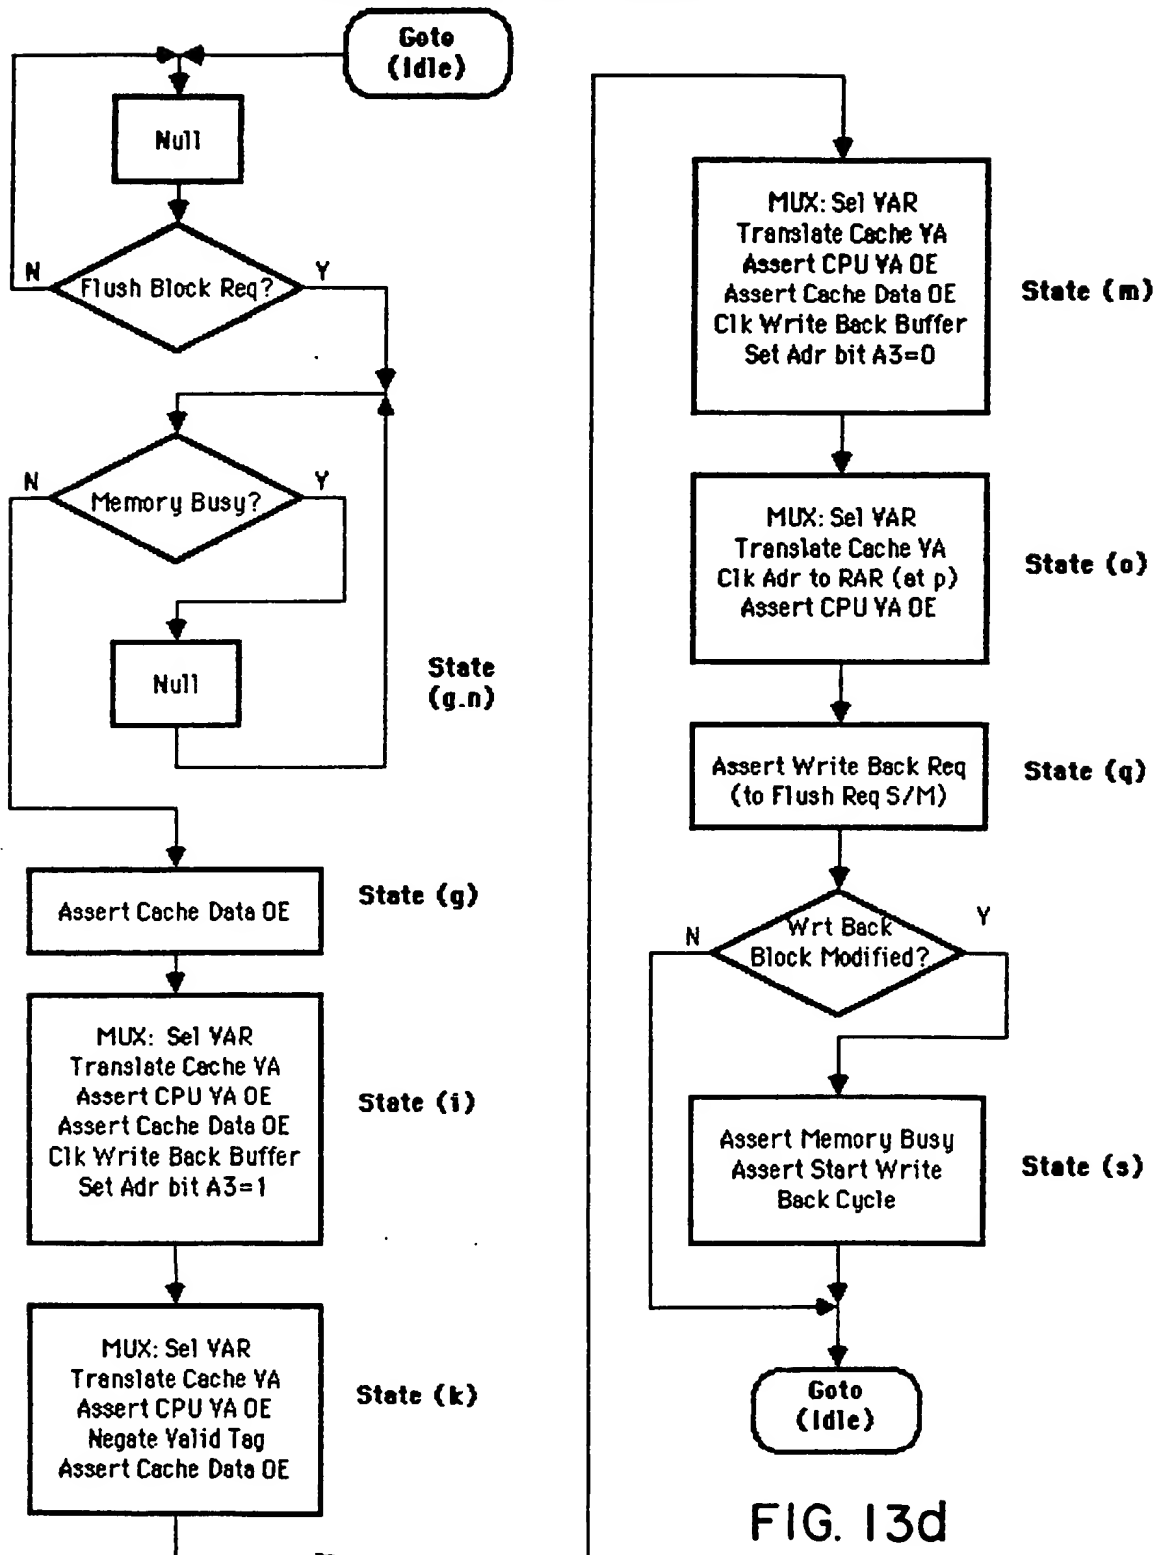 Goto
(Idle)
Null
N
Flush Block Req?
Y
N
Memory Busy?
Y
Null
State
(g.n)
Assert Cache Data OE
State (g)
MUX: Sel VAR
Translate Cache VA
Assert CPU VA OE
Assert Cache Data OE
Clk Write Back Buffer
Set Adr bit A3=1
State (i)
MUX: Sel VAR
Translate Cache VA
Assert CPU VA OE
Negate Valid Tag
Assert Cache Data OE
State (k)
MUX: Sel VAR
Translate Cache VA
Assert CPU VA OE
Assert Cache Data OE
Clk Write Back Buffer
Set Adr bit A3=0
State (m)
MUX: Sel VAR
Translate Cache VA
Clk Adr to RAR (at p)
Assert CPU VA OE
State (o)
Assert Write Back Req
(to Flush Req S/M)
State (q)
N
Wrt Back
Block Modified?
Y
Assert Memory Busy
Assert Start Write
Back Cycle
State (s)
Goto
(Idle)
FIG. 13d